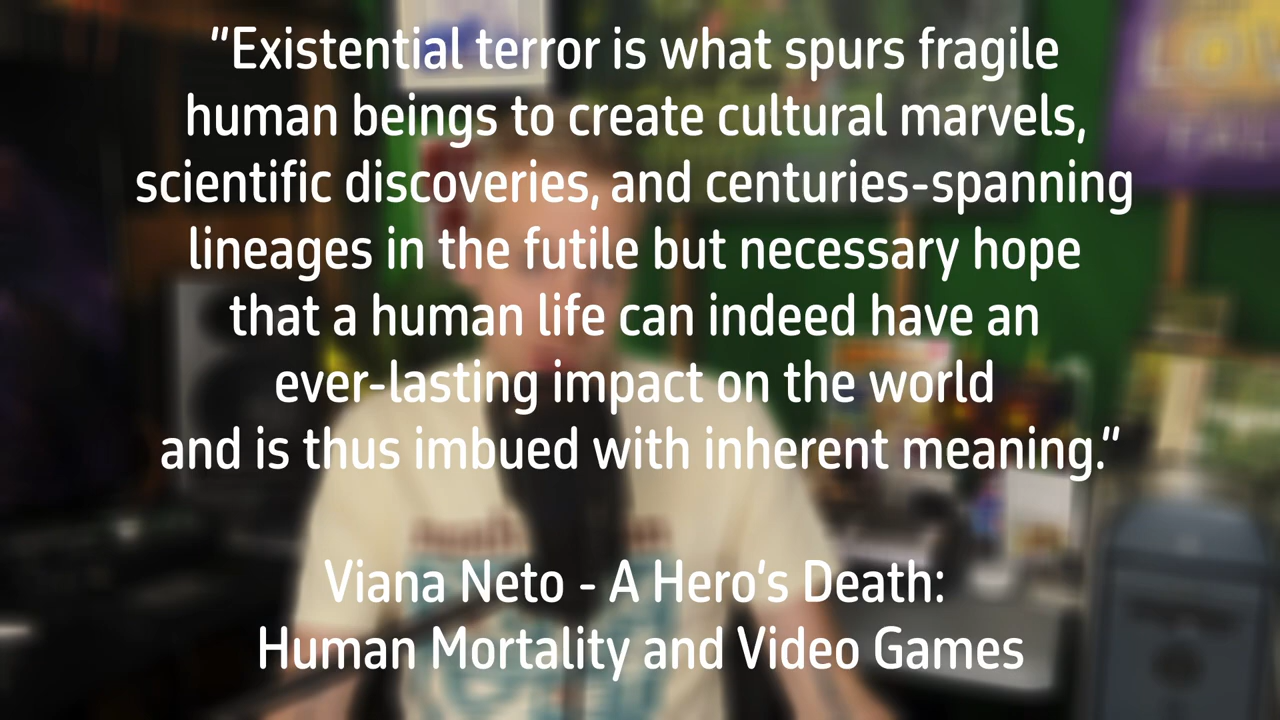 "Existential terror is what spurs fragile
human beings to create cultural marvels,
scientific discoveries, and centuries-spanning
lineages in the futile but necessary hope
that a human life can indeed have an
ever-lasting impact on the world
and is thus imbued with inherent meaning."
Viana Neto - A Hero's Death:
Human Mortality and Video Games